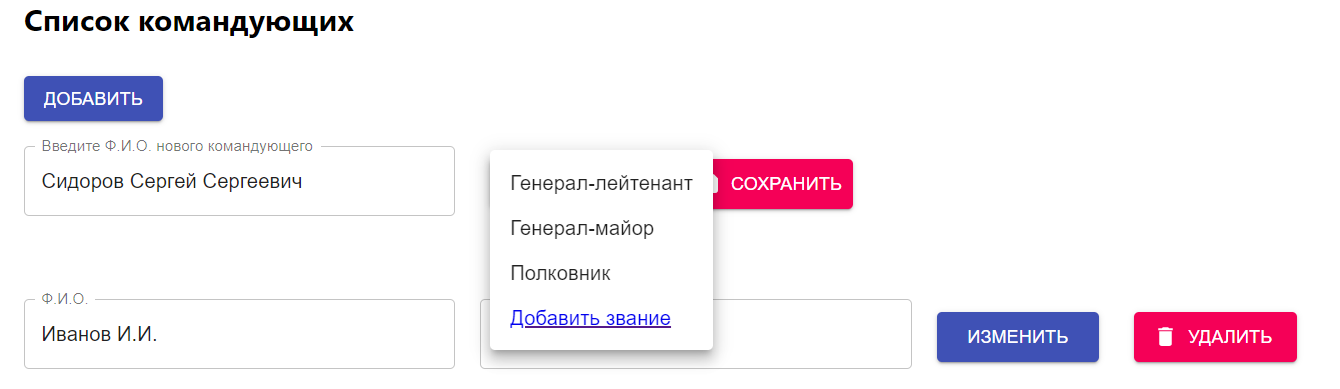 Список командующих
ДОБАВИТЬ
Введите Ф.И.О. нового командующего
Сидоров Сергей Сергеевич
Генерал-лейтенант
СОХРАНИТЬ
Генерал-майор
Полковник
Добавить звание
Ф.И.О.
Иванов И.И.
ИЗМЕНИТЬ
УДАЛИТЬ